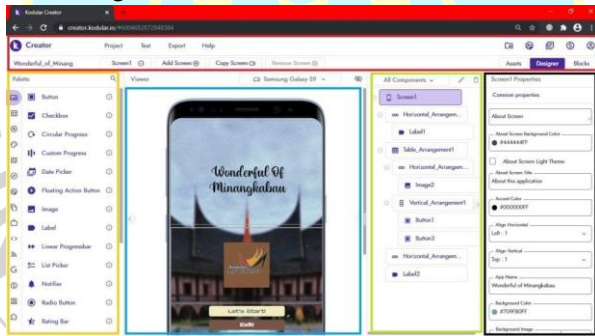 Kodular Creator
creator.kodular.io/
Creator
Project
Test
Export
Help
Wonderful_of_Minang
Screen1
Add Screen
Copy Screen
Remove Screen
Assets
Designer
Blocks
Palette
Button
Checkbox
Circular Progress
Custom Progress
Date Picker
Floating Action Button
Image
Label
Linear Progressbar
List Picker
Notifier
Radio Button
Rating Bar
Viewer
Samsung Galaxy S9
Wonderful Of
Minangkabau
Let's Start!
Exit
All Components
Screen1
Horizontal_Arrangem...
Label1
Table_Arrangement1
Horizontal_Arrangem...
Image2
Vertical_Arrangement1
Button1
Button3
Horizontal_Arrangem...
Label2
Screen1 Properties
Common properties
About Screen
About Screen Background Color
#444444FF
About Screen Light Theme
About Screen Title
About this application
Accent Color
#000000FF
Align Horizontal
Left : 1
Align Vertical
Top : 1
App Name
Wonderful of Minangkabau
Background Color
#709FB0FF
Background Image